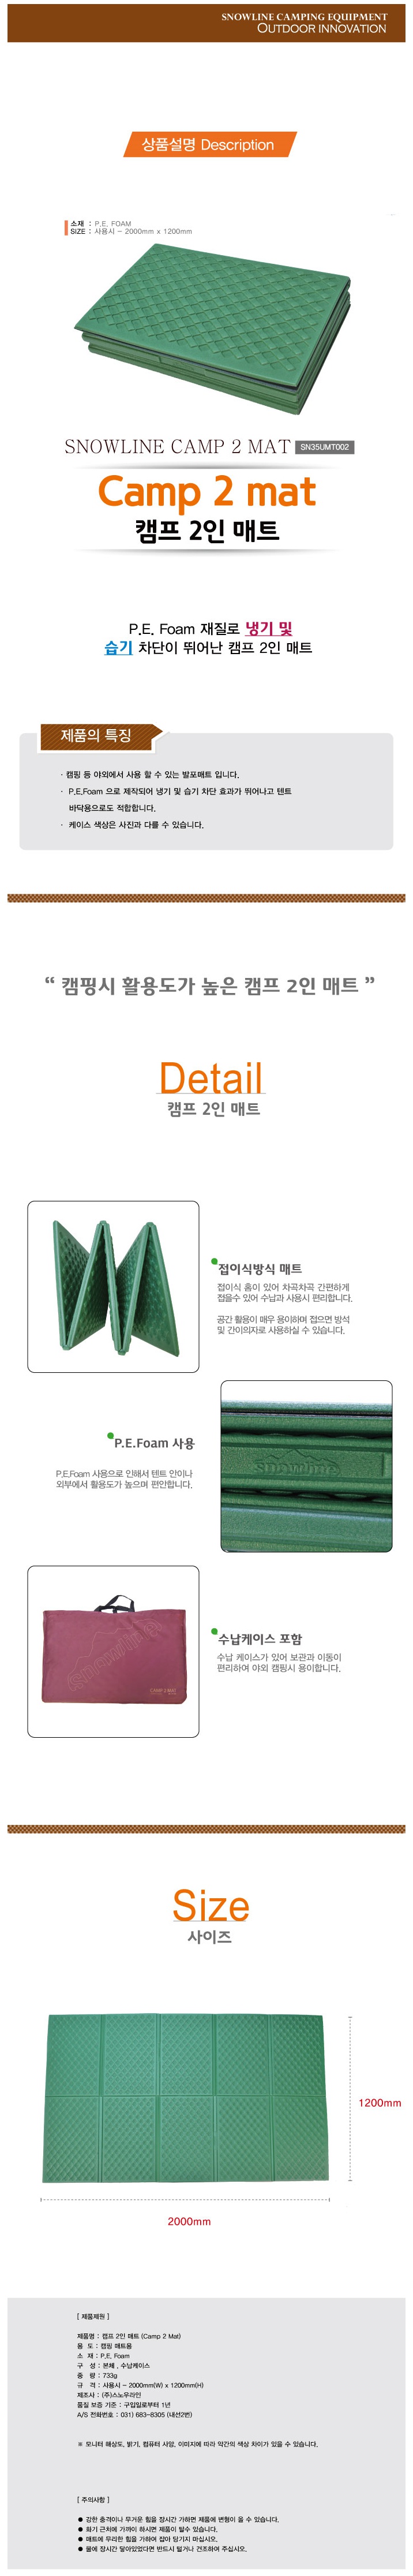 SNOWLINE CAMPING EQUIPMENT
OUTDOOR INNOVATION
상품설명 Description
소재 : P.E. FOAM
SIZE : 사용시 - 2000mm x 1200mm
SNOWLINE CAMP 2 MAT SN35UMT002
Camp 2 mat
캠프 2인 매트
P.E. Foam 재질로 냉기 및
습기 차단이 뛰어난 캠프 2인 매트
제품의 특징
· 캠핑 등 야외에서 사용 할 수 있는 발포매트 입니다.
· P.E.Foam 으로 제작되어 냉기 및 습기 차단 효과가 뛰어나고 텐트
바닥용으로도 적합합니다.
· 케이스 색상은 사진과 다를 수 있습니다.
“ 캠핑시 활용도가 높은 캠프 2인 매트 ”
Detail
캠프 2인 매트
접이식방식 매트
접이식 홈이 있어 차곡차곡 간편하게
접을수 있어 수납과 사용시 편리합니다.
공간 활용이 매우 용이하며 접으면 방석
및 간이의자로 사용하실 수 있습니다.
P.E.Foam 사용
P.E.Foam 사용으로 인해서 텐트 안이나
외부에서 활용도가 높으며 편안합니다.
snowline
snowline
CAMP 2 MAT
수납케이스 포함
수납 케이스가 있어 보관과 이동이
편리하여 야외 캠핑시 용이합니다.
Size
사이즈
1200mm
2000mm
[ 제품제원 ]
제품명 : 캠프 2인 매트 (Camp 2 Mat)
용 도 : 캠핑 매트용
소 재 : P.E. Foam
구 성 : 본체 , 수납케이스
중 량 : 733g
규 격 : 사용시 - 2000mm(W) x 1200mm(H)
제조사 : (주)스노우라인
품질 보증 기준 : 구입일로부터 1년
A/S 전화번호 : 031) 683-8305 (내선2번)
※ 모니터 해상도, 밝기, 컴퓨터 사양, 이미지에 따라 약간의 색상 차이가 있을 수 있습니다.
[ 주의사항 ]
● 강한 충격이나 무거운 힘을 장시간 가하면 제품에 변형이 올 수 있습니다.
● 화기 근처에 가까이 하시면 제품이 탈수 있습니다.
● 매트에 무리한 힘을 가하여 잡아 당기지 마십시오.
● 물에 장시간 닿아있었다면 반드시 털거나 건조하여 주십시오.